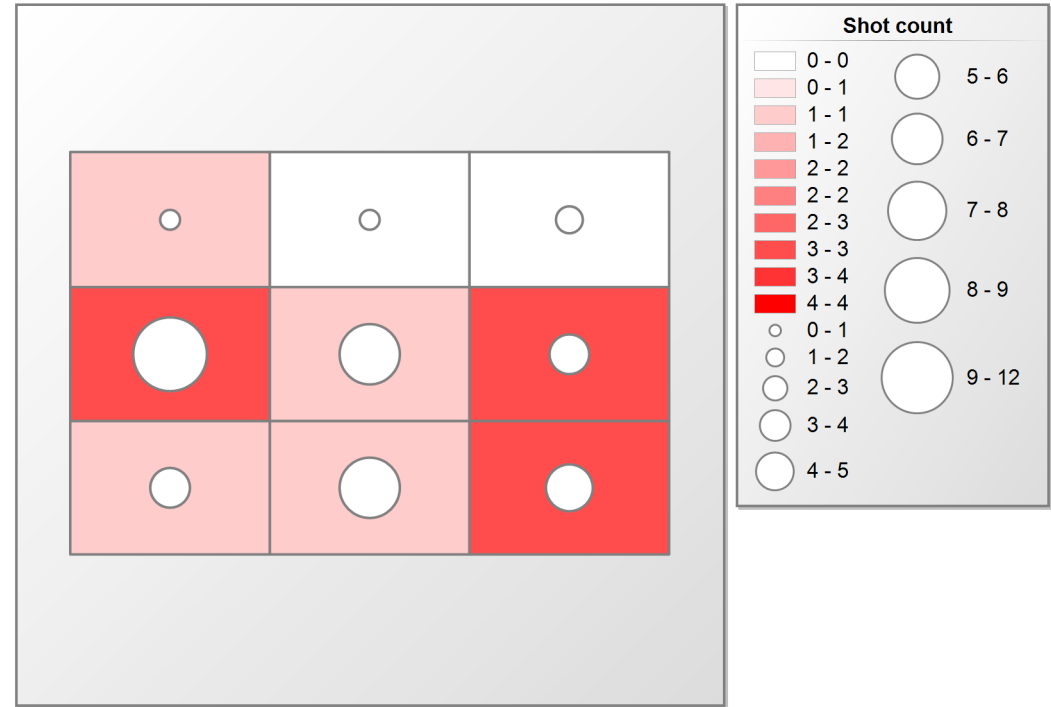 Shot count
0 - 0
0 - 1
1 - 1
1 - 2
2 - 2
2 - 2
2 - 3
3 - 3
3 - 4
4 - 4
0 - 1
1 - 2
2 - 3
3 - 4
4 - 5
5 - 6
6 - 7
7 - 8
8 - 9
9 - 12